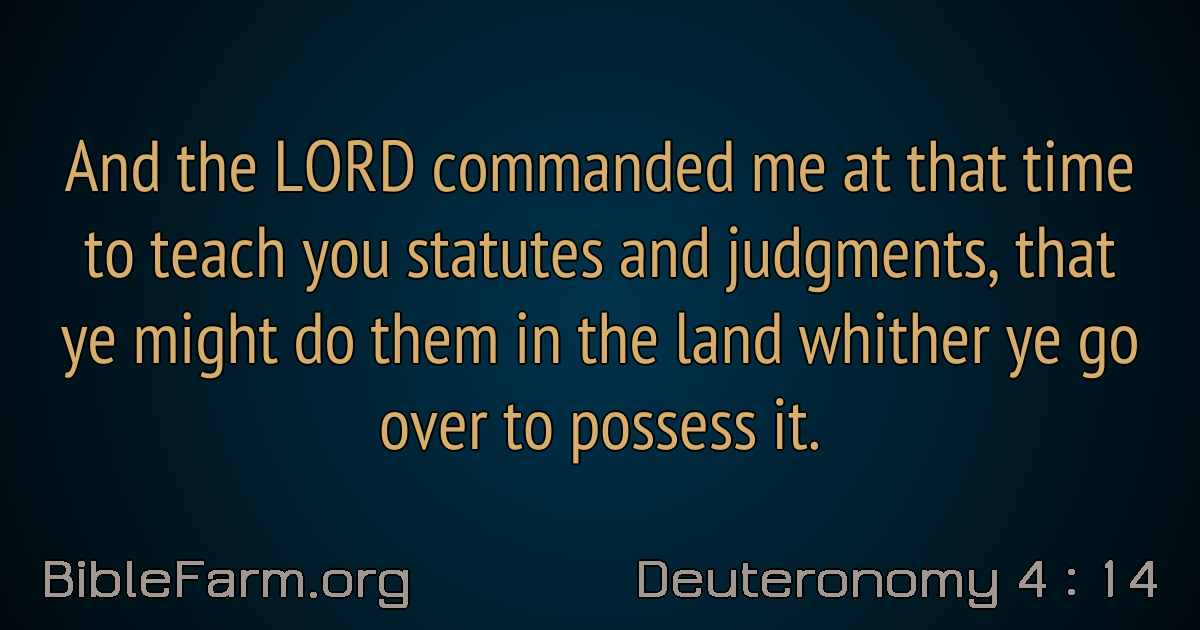 And the LORD commanded me at that time
to teach you statutes and judgments, that
ye might do them in the land whither ye go
over to possess it.
BibleFarm.org
Deuteronomy 4 : 14